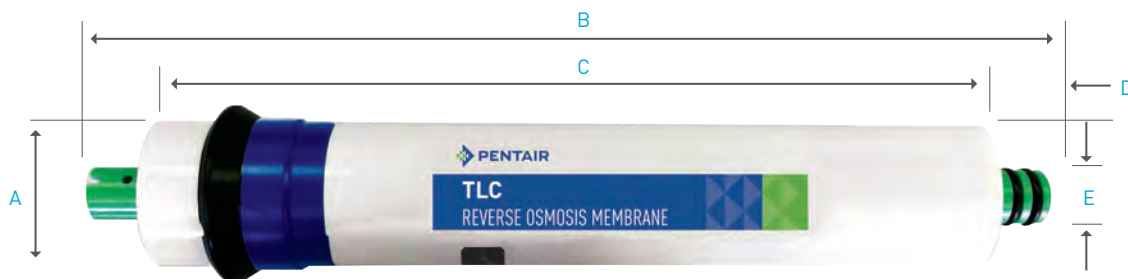 B
C
D
A
PENTAIR
TLC
REVERSE OSMOSIS MEMBRANE
E